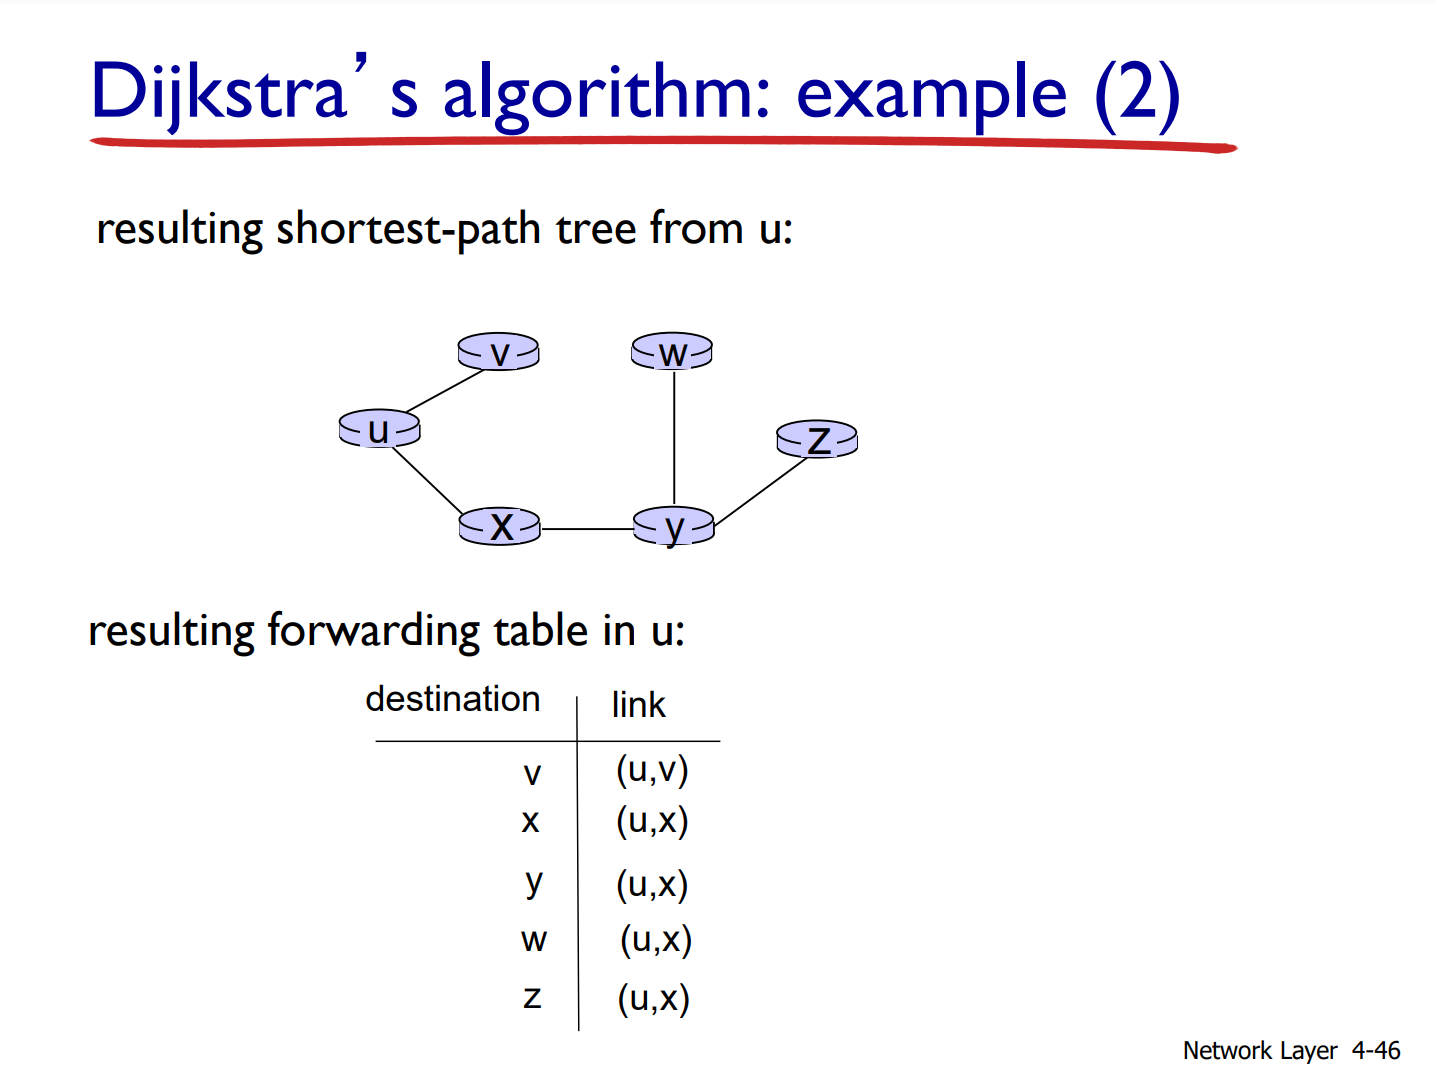 Dijkstra’s algorithm: example (2)
resulting shortest-path tree from u:
v w
u z
x y
resulting forwarding table in u:
destination link
v (u,v)
x (u,x)
y (u,x)
w (u,x)
z (u,x)
Network Layer 4-46